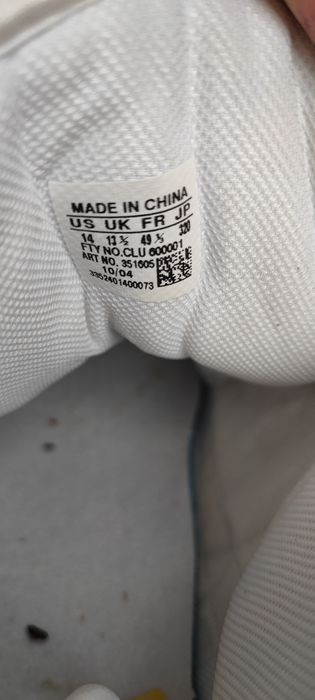 MADE IN CHINA
US UK FR JP
14 13 ½ 49 ⅓ 320
FTY NO.CLU 600001
ART NO. 351605
10/04
3352401400073